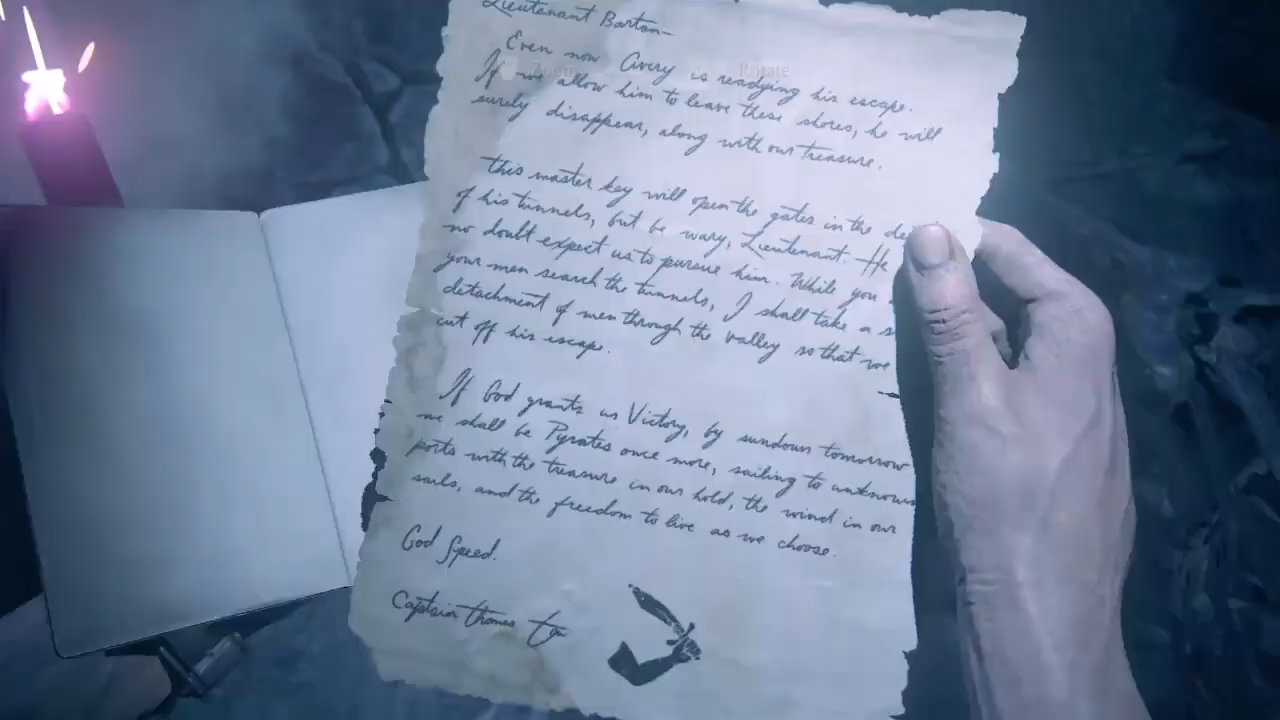 Lieutenant Barton-
Even now Avery is readying his escape.
If we allow him to leave these shores, he will
surely disappear, along with our treasure.
Rotate
This master key will open the gates in the
of his tunnels, but be wary, Lieutenant. He
no doubt expect us to pursue him. While you
your men search the tunnels, I shall take a
detachment of men through the valley so that we
cut off his escape.
If God grants us Victory, by sundown tomorrow
we shall be Pyrates once more, sailing to unknown
ports with the treasure in our hold, the wind in our
sails, and the freedom to live as we choose.
God Speed.
Captain Thomas Tew